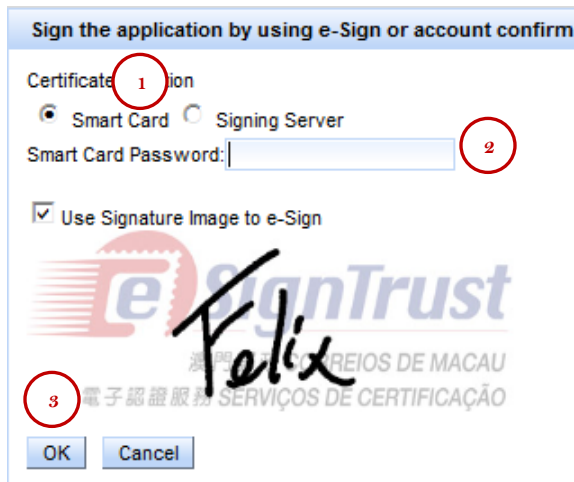 Sign the application by using e-Sign or account confirm
Certificate tion
1
Smart Card Signing Server
Smart Card Password:
2
Use Signature Image to e-Sign
eSignTrust
Felix
澳門 CORREIOS DE MACAU
電子認證服務 SERVIÇOS DE CERTIFICAÇÃO
3
OK Cancel